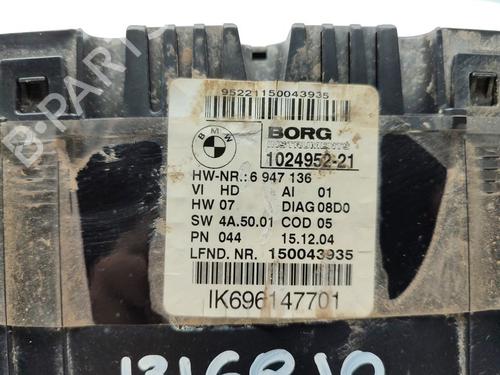 95221150043935
BMW
BORG
INSTRUMENTS
1024952-21
HW-NR.: 6 947 136
VI HD AI 01
HW 07 DIAG 08D0
SW 4A.50.01 COD 05
PN 044 15.12.04
LFND. NR. 150043935
IK696147701
B-PARTS